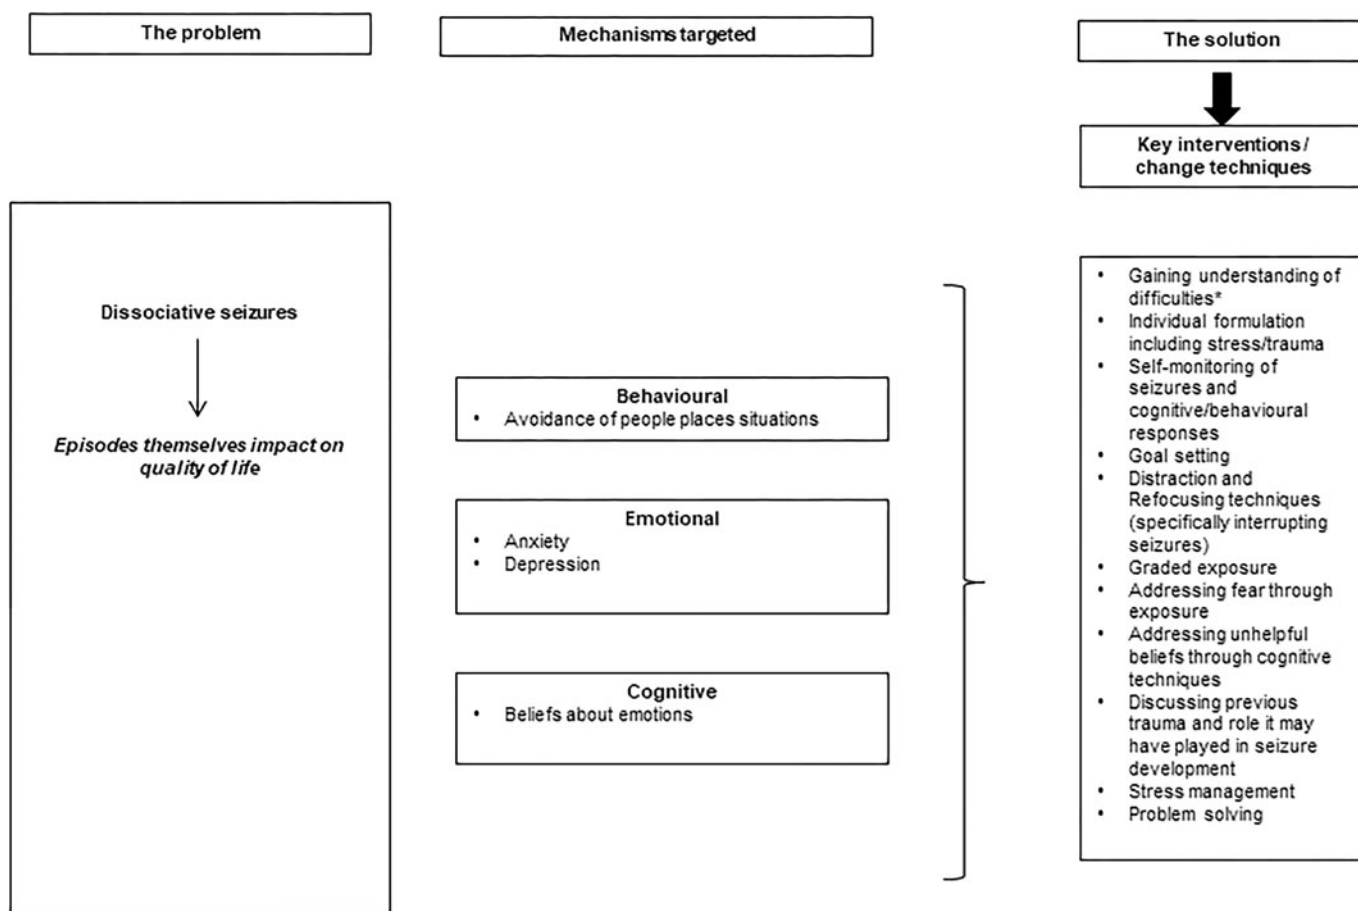 The problem
Mechanisms targeted
The solution
Key interventions /
change techniques
Dissociative seizures
Episodes themselves impact on
quality of life
Behavioural
• Avoidance of people places situations
Emotional
• Anxiety
• Depression
Cognitive
• Beliefs about emotions
• Gaining understanding of
difficulties*
• Individual formulation
including stress/trauma
• Self-monitoring of
seizures and
cognitive/behavioural
responses
• Goal setting
• Distraction and
Refocusing techniques
(specifically interrupting
seizures)
• Graded exposure
• Addressing fear through
exposure
• Addressing unhelpful
beliefs through cognitive
techniques
• Discussing previous
trauma and role it may
have played in seizure
development
• Stress management
• Problem solving